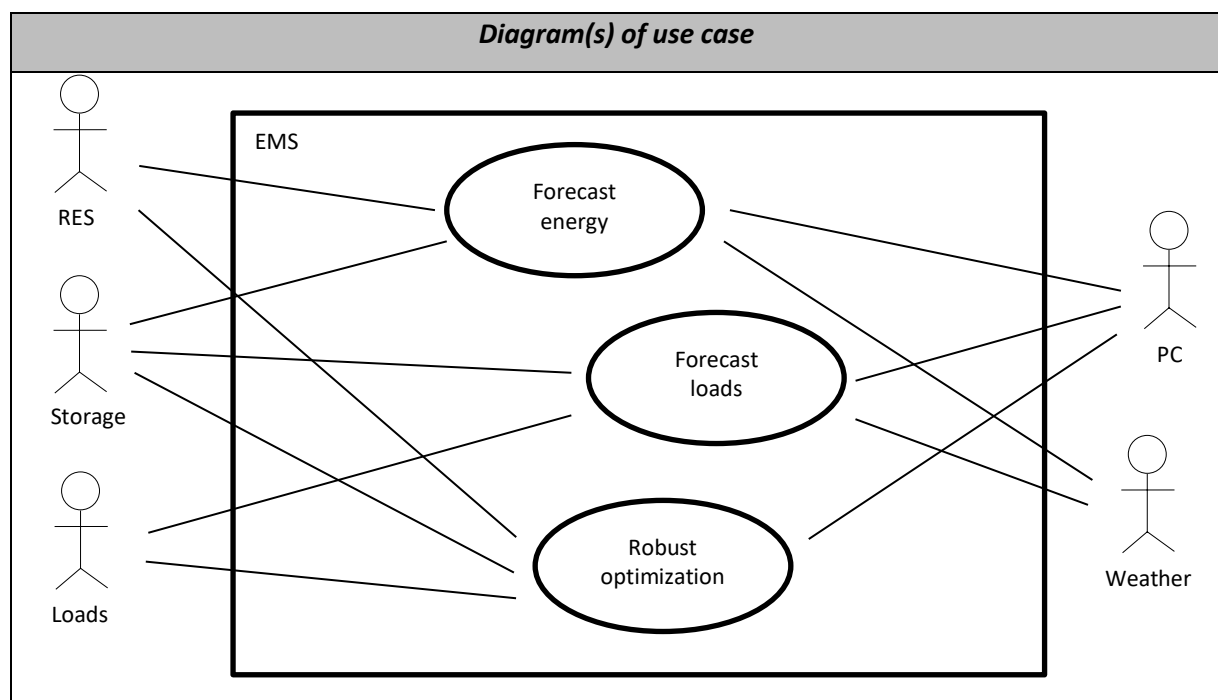 Diagram(s) of use case
EMS
Forecast
energy
RES
Forecast
loads
PC
Storage
Robust
optimization
Weather
Loads